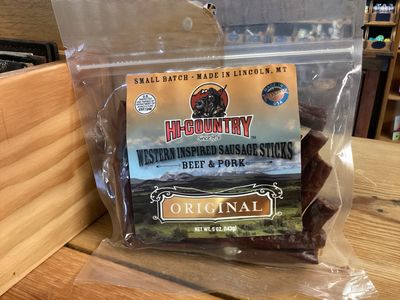 SMALL BATCH - MADE IN LINCOLN, MT
HI-COUNTRY
WESTERN INSPIRED SAUSAGE STICKS
BEEF & PORK
ORIGINAL
NET WT. 5 OZ. (142g)